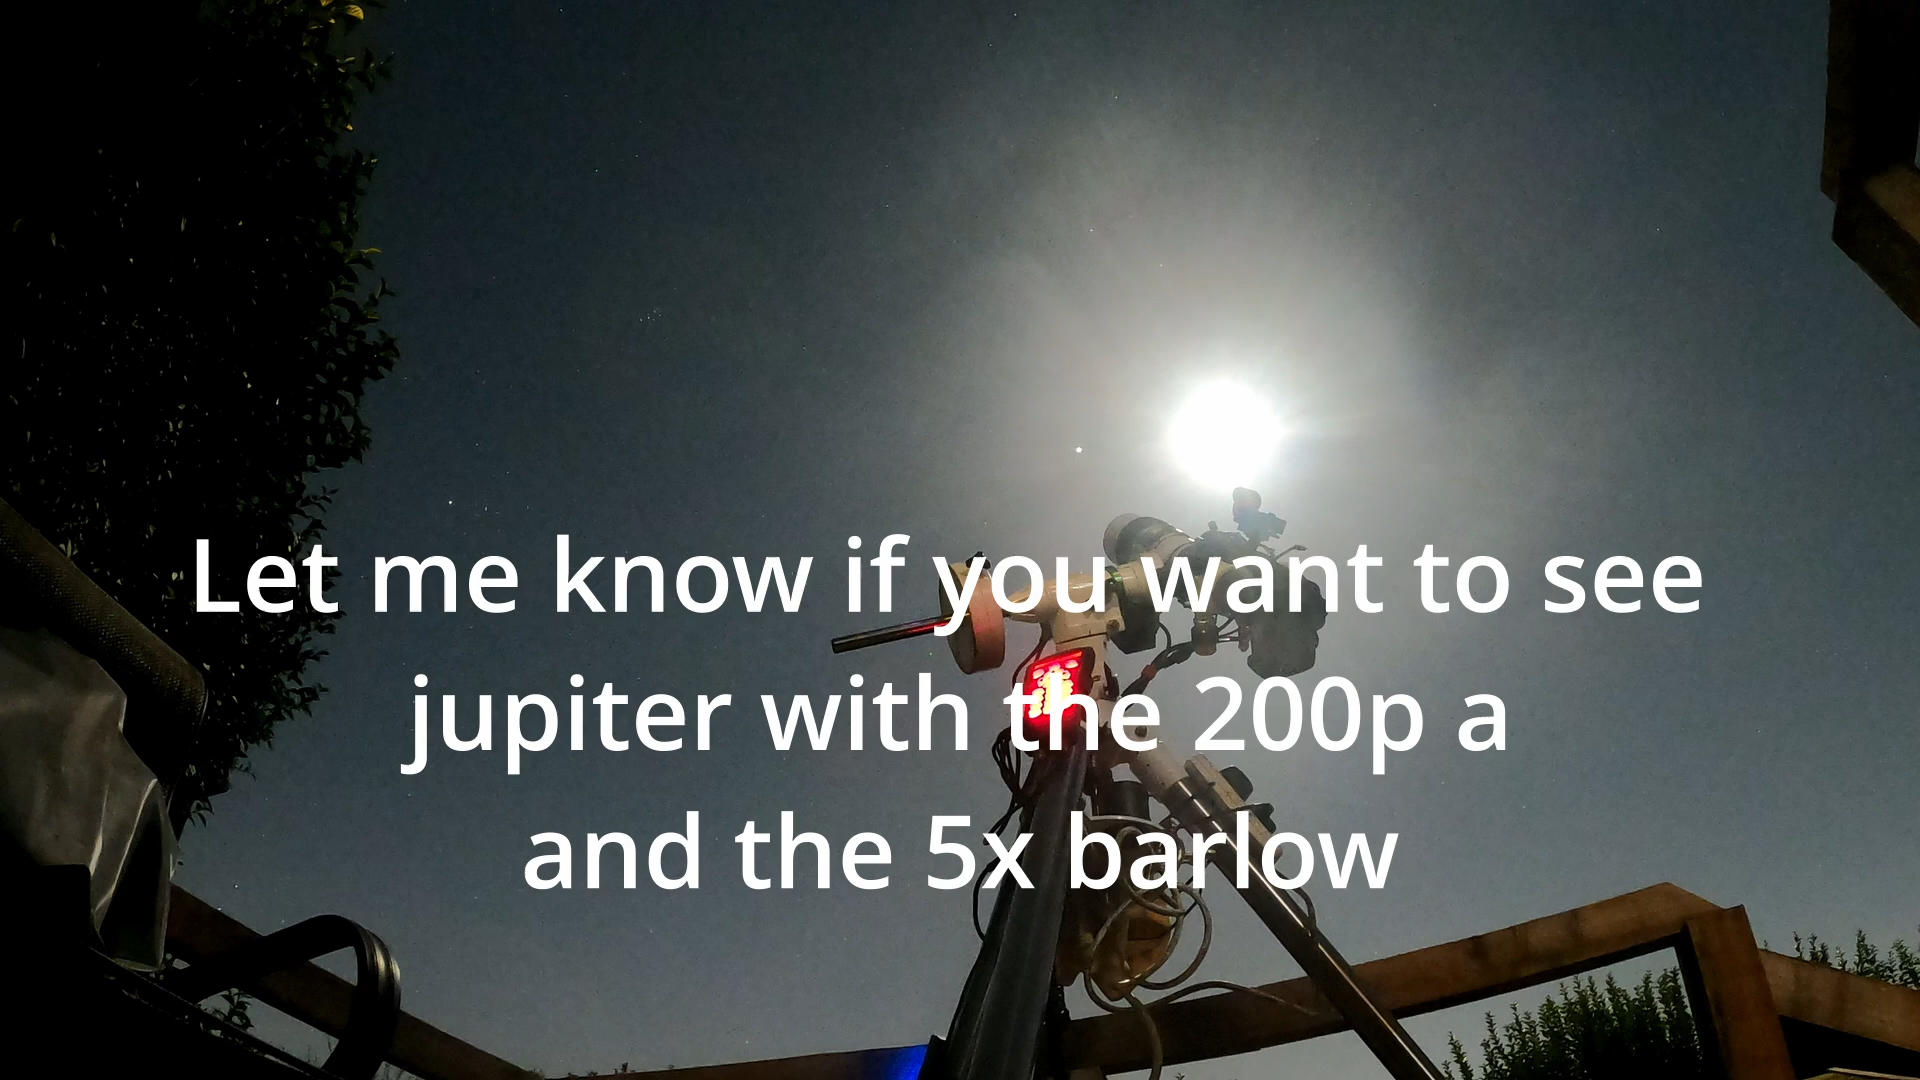 Let me know if you want to see
jupiter with the 200p a
and the 5x barlow